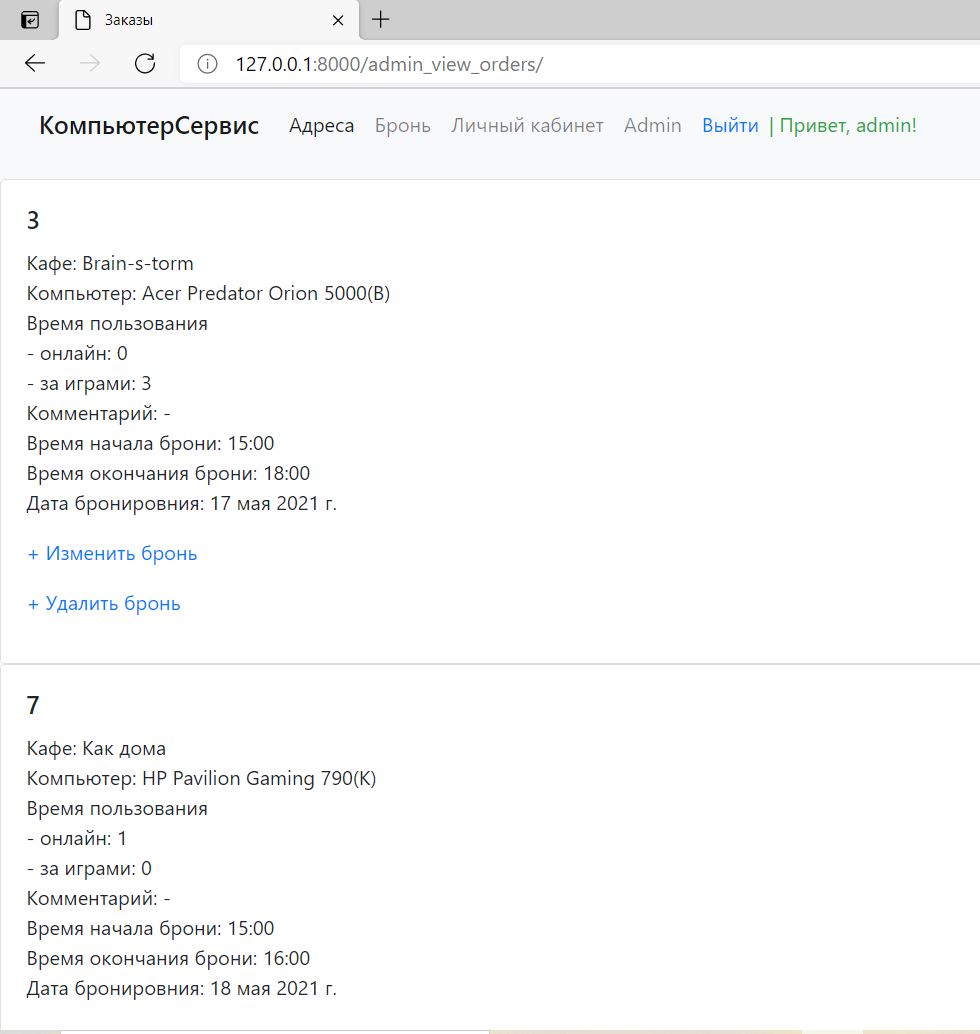 Заказы
127.0.0.1:8000/admin_view_orders/
КомпьютерСервис Адреса Бронь Личный кабинет Admin Выйти | Привет, admin!
3
Кафе: Brain-s-torm
Компьютер: Acer Predator Orion 5000(B)
Время пользования
- онлайн: 0
- за играми: 3
Комментарий: -
Время начала брони: 15:00
Время окончания брони: 18:00
Дата бронировния: 17 мая 2021 г.
+ Изменить бронь
+ Удалить бронь
7
Кафе: Как дома
Компьютер: HP Pavilion Gaming 790(K)
Время пользования
- онлайн: 1
- за играми: 0
Комментарий: -
Время начала брони: 15:00
Время окончания брони: 16:00
Дата бронировния: 18 мая 2021 г.